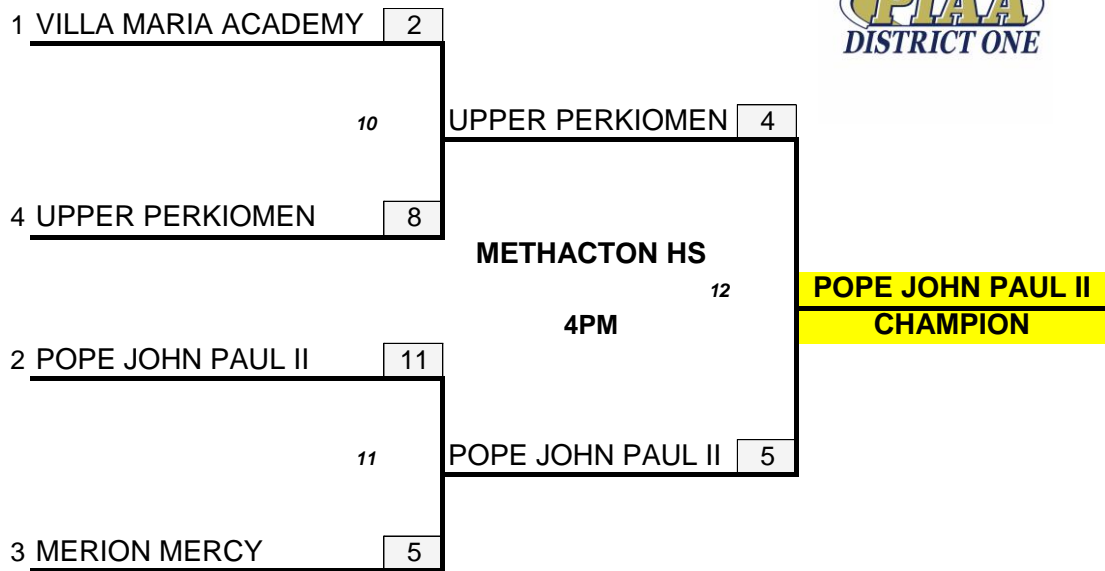 PIAA
DISTRICT ONE
1 VILLA MARIA ACADEMY 2
10
UPPER PERKIOMEN 4
4 UPPER PERKIOMEN 8
METHACTON HS
12
POPE JOHN PAUL II
4PM
CHAMPION
2 POPE JOHN PAUL II 11
11
POPE JOHN PAUL II 5
3 MERION MERCY 5